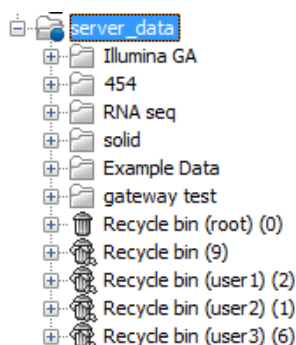 server_data
Illumina GA
454
RNA seq
solid
Example Data
gateway test
Recycle bin (root) (0)
Recycle bin (9)
Recycle bin (user1) (2)
Recycle bin (user2) (1)
Recycle bin (user3) (6)